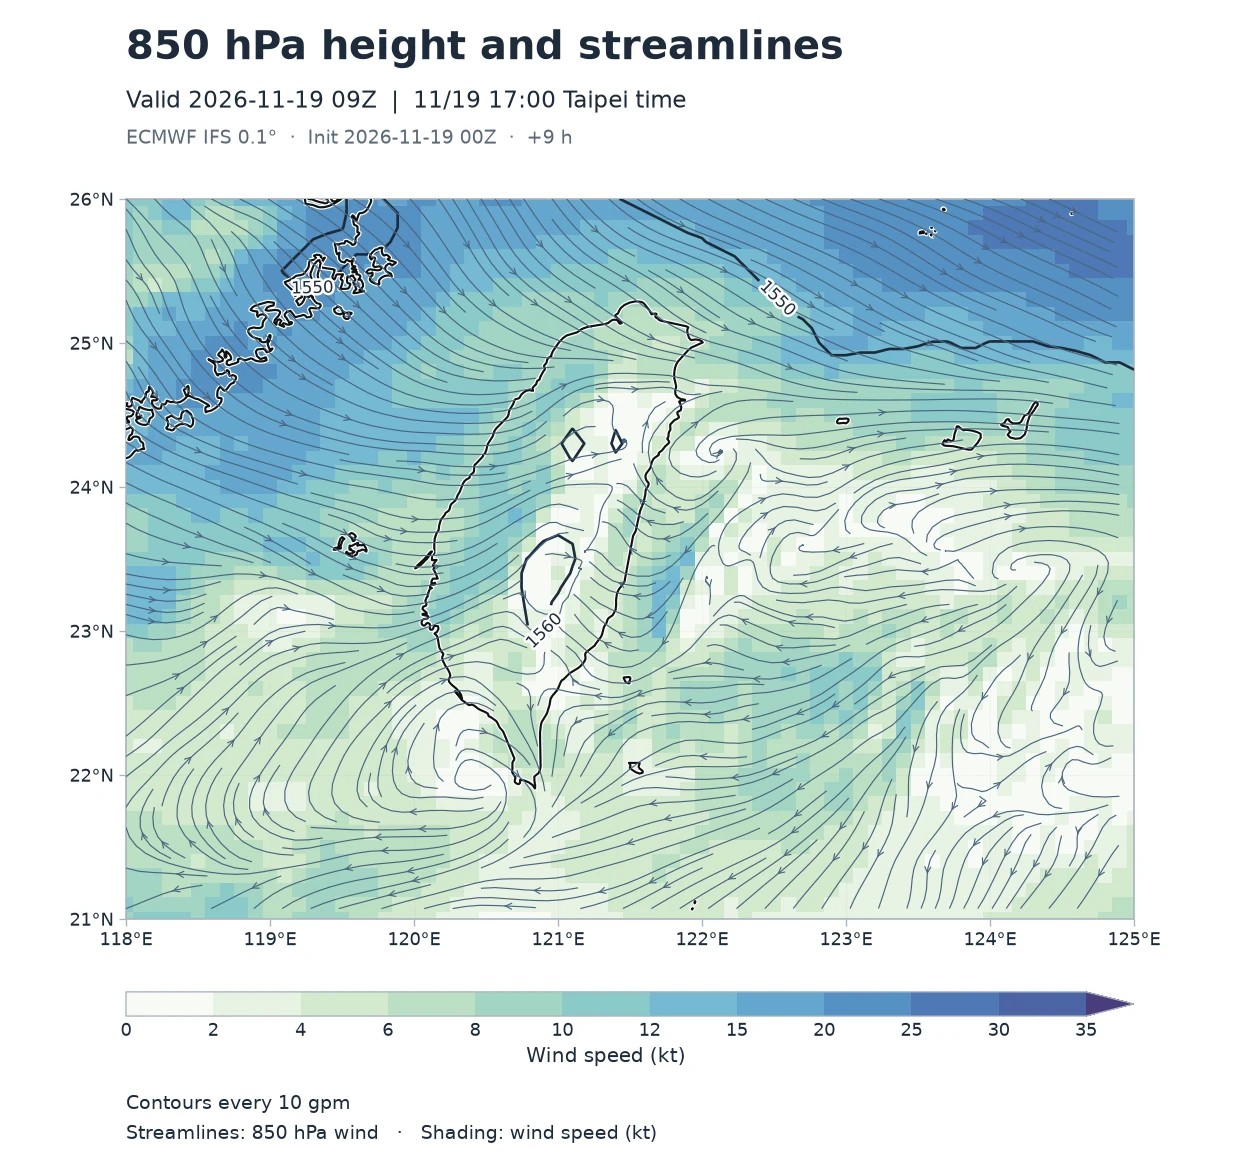 850 hPa height and streamlines
Valid 2026-11-19 09Z | 11/19 17:00 Taipei time
ECMWF IFS 0.1° · Init 2026-11-19 00Z · +9 h
26°N
1550
1550
25°N
24°N
23°N
1560
22°N
21°N
118°E 119°E 120°E 121°E 122°E 123°E 124°E 125°E
0 2 4 6 8 10 12 15 20 25 30 35
Wind speed (kt)
Contours every 10 gpm
Streamlines: 850 hPa wind · Shading: wind speed (kt)